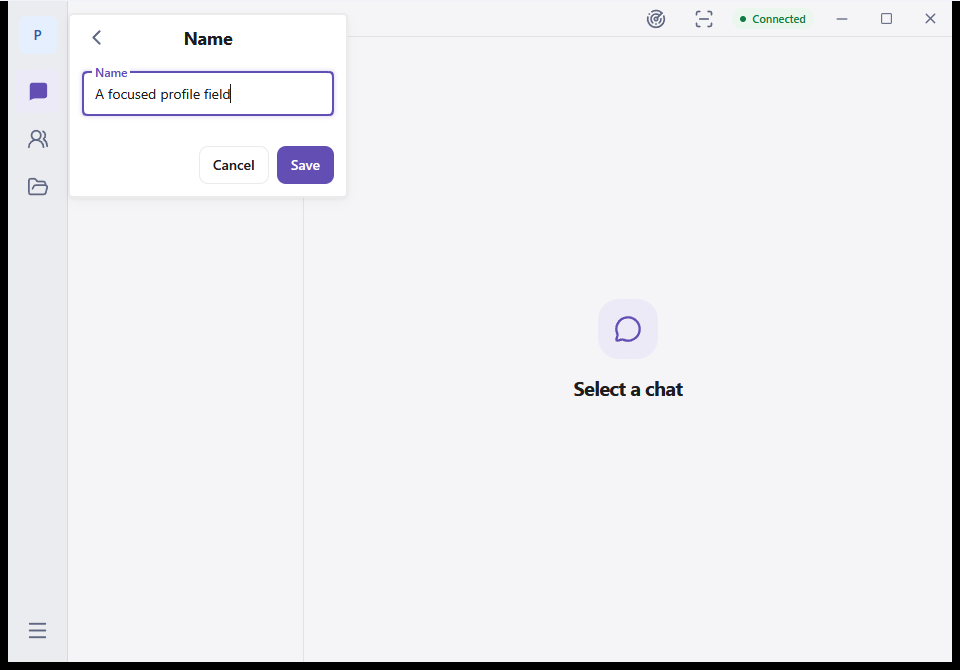 P
Name
Name
A focused profile field
Cancel
Save
Connected
Select a chat